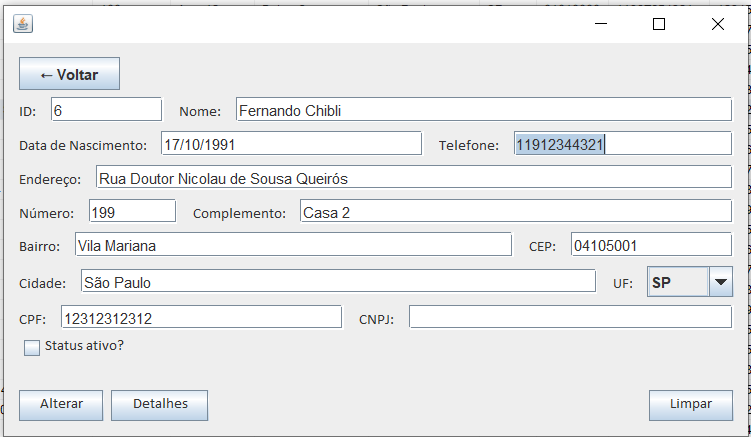 ← Voltar
ID: 6 Nome: Fernando Chibli
Data de Nascimento: 17/10/1991 Telefone: 11912344321
Endereço: Rua Doutor Nicolau de Sousa Queirós
Número: 199 Complemento: Casa 2
Bairro: Vila Mariana CEP: 04105001
Cidade: São Paulo UF: SP
CPF: 12312312312 CNPJ:
Status ativo?
Alterar Detalhes Limpar